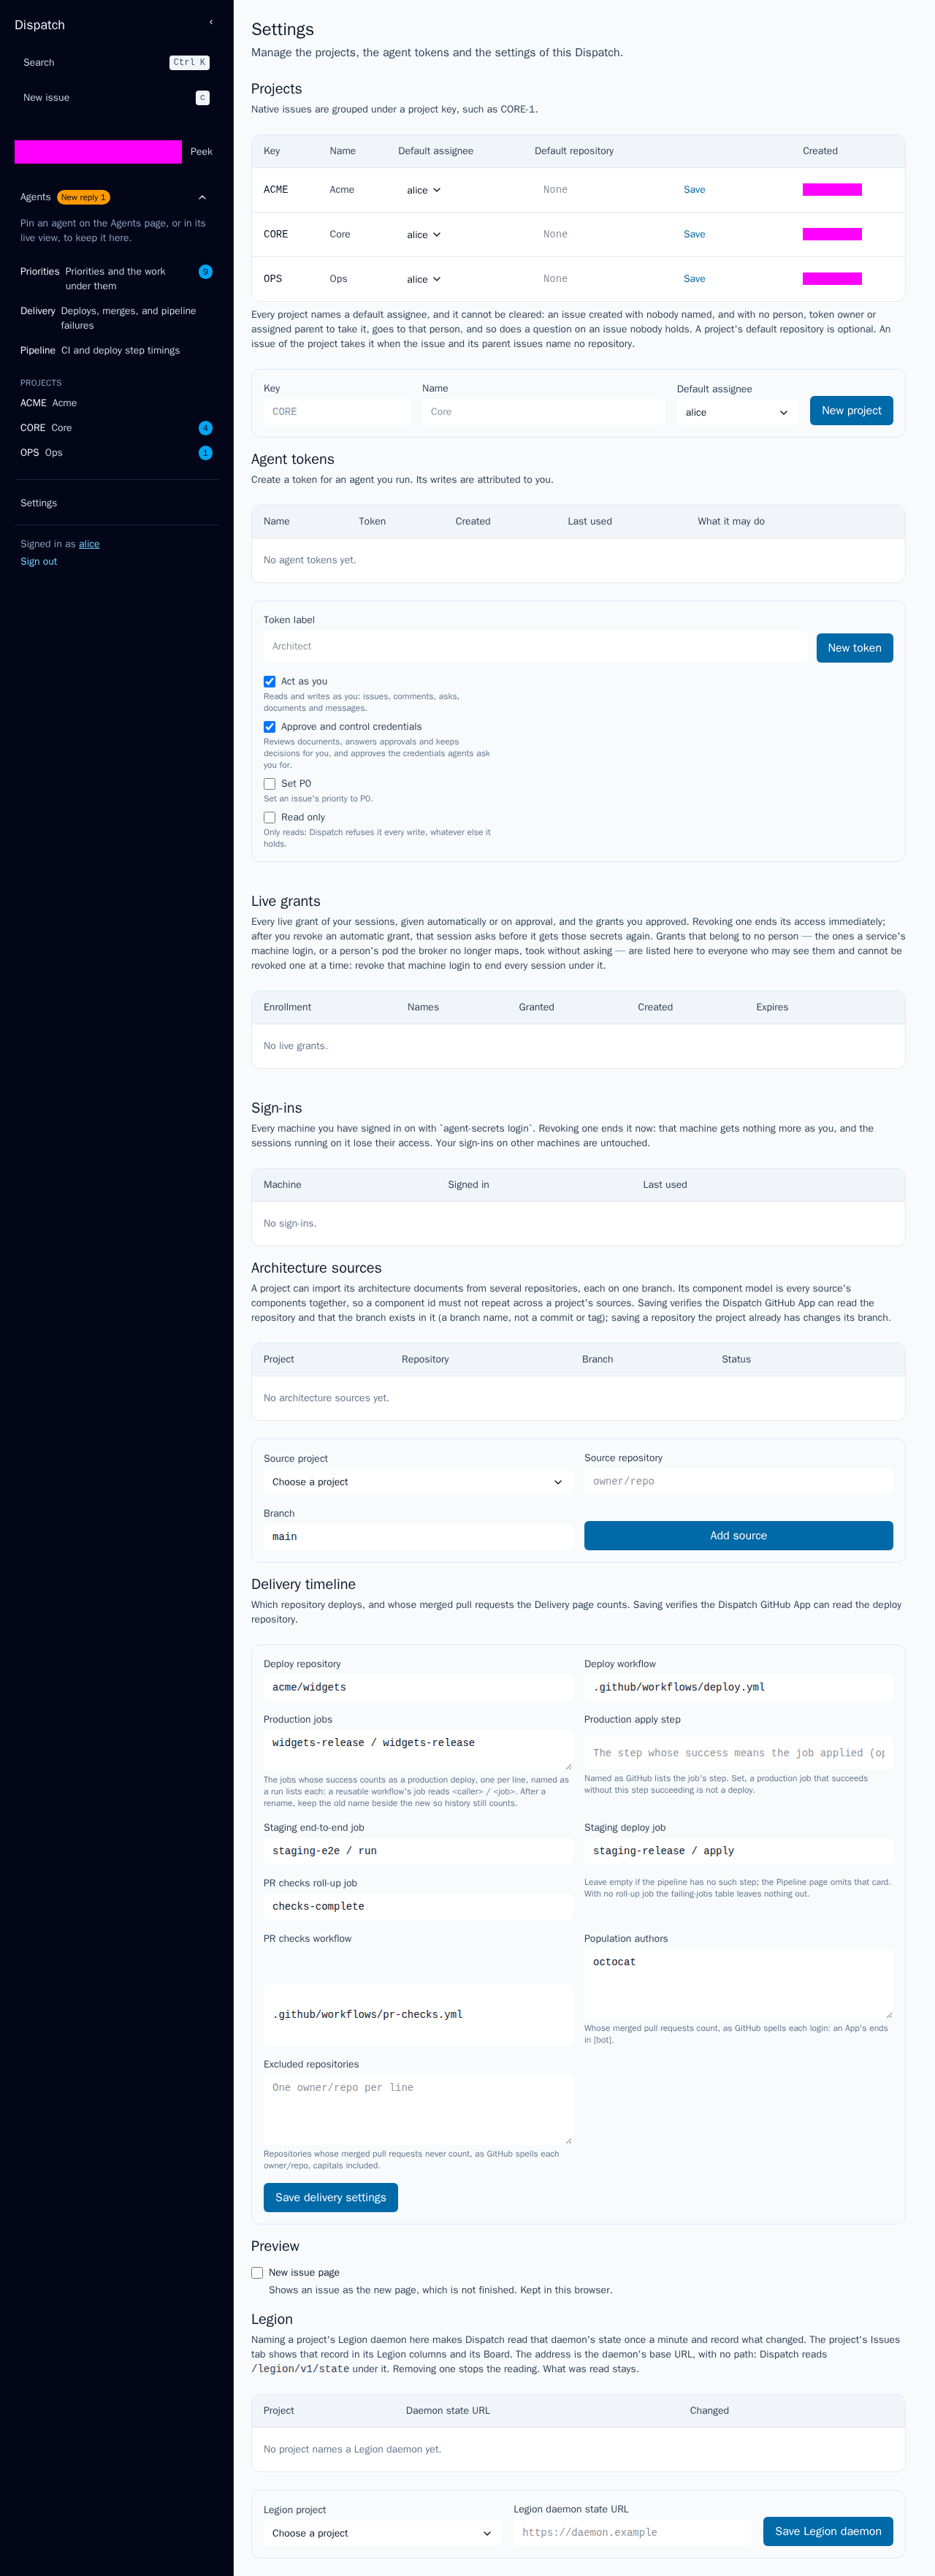 Dispatch
‹
Search
Ctrl K
New issue
C
Peek
Agents
New reply 1
Pin an agent on the Agents page, or in its
live view, to keep it here.
Priorities
Priorities and the work
under them
9
Delivery
Deploys, merges, and pipeline
failures
Pipeline
CI and deploy step timings
PROJECTS
ACME Acme
CORE Core
4
OPS Ops
1
Settings
Signed in as alice
Sign out
Settings
Manage the projects, the agent tokens and the settings of this Dispatch.
Projects
Native issues are grouped under a project key, such as CORE-1.
Key Name Default assignee Default repository Created
ACME Acme alice None Save
CORE Core alice None Save
OPS Ops alice None Save
Every project names a default assignee, and it cannot be cleared: an issue created with nobody named, and with no person, token owner or
assigned parent to take it, goes to that person, and so does a question on an issue nobody holds. A project's default repository is optional. An
issue of the project takes it when the issue and its parent issues name no repository.
Key Name Default assignee
CORE Core alice New project
Agent tokens
Create a token for an agent you run. Its writes are attributed to you.
Name Token Created Last used What it may do
No agent tokens yet.
Token label
Architect
New token
Act as you
Reads and writes as you: issues, comments, asks,
documents and messages.
Approve and control credentials
Reviews documents, answers approvals and keeps
decisions for you, and approves the credentials agents ask
you for.
Set P0
Set an issue's priority to P0.
Read only
Only reads: Dispatch refuses it every write, whatever else it
holds.
Live grants
Every live grant of your sessions, given automatically or on approval, and the grants you approved. Revoking one ends its access immediately;
after you revoke an automatic grant, that session asks before it gets those secrets again. Grants that belong to no person — the ones a service's
machine login, or a person's pod the broker no longer maps, took without asking — are listed here to everyone who may see them and cannot be
revoked one at a time: revoke that machine login to end every session under it.
Enrollment Names Granted Created Expires
No live grants.
Sign-ins
Every machine you have signed in on with `agent-secrets login`. Revoking one ends it now: that machine gets nothing more as you, and the
sessions running on it lose their access. Your sign-ins on other machines are untouched.
Machine Signed in Last used
No sign-ins.
Architecture sources
A project can import its architecture documents from several repositories, each on one branch. Its component model is every source's
components together, so a component id must not repeat across a project's sources. Saving verifies the Dispatch GitHub App can read the
repository and that the branch exists in it (a branch name, not a commit or tag); saving a repository the project already has changes its branch.
Project Repository Branch Status
No architecture sources yet.
Source project
Choose a project
Source repository
owner/repo
Branch
main
Add source
Delivery timeline
Which repository deploys, and whose merged pull requests the Delivery page counts. Saving verifies the Dispatch GitHub App can read the deploy
repository.
Deploy repository
acme/widgets
Deploy workflow
.github/workflows/deploy.yml
Production jobs
widgets-release / widgets-release
The jobs whose success counts as a production deploy, one per line, named as
a run lists each: a reusable workflow's job reads <caller> / <job>. After a
rename, keep the old name beside the new so history still counts.
Production apply step
The step whose success means the job applied (op
Named as GitHub lists the job's step. Set, a production job that succeeds
without this step succeeding is not a deploy.
Staging end-to-end job
staging-e2e / run
Staging deploy job
staging-release / apply
PR checks roll-up job
checks-complete
Leave empty if the pipeline has no such step; the Pipeline page omits that card.
With no roll-up job the failing-jobs table leaves nothing out.
PR checks workflow
.github/workflows/pr-checks.yml
Population authors
octocat
Whose merged pull requests count, as GitHub spells each login: an App's ends
in [bot].
Excluded repositories
One owner/repo per line
Repositories whose merged pull requests never count, as GitHub spells each
owner/repo, capitals included.
Save delivery settings
Preview
New issue page
Shows an issue as the new page, which is not finished. Kept in this browser.
Legion
Naming a project's Legion daemon here makes Dispatch read that daemon's state once a minute and record what changed. The project's Issues
tab shows that record in its Legion columns and its Board. The address is the daemon's base URL, with no path: Dispatch reads
/legion/v1/state under it. Removing one stops the reading. What was read stays.
Project Daemon state URL Changed
No project names a Legion daemon yet.
Legion project
Choose a project
Legion daemon state URL
https://daemon.example
Save Legion daemon